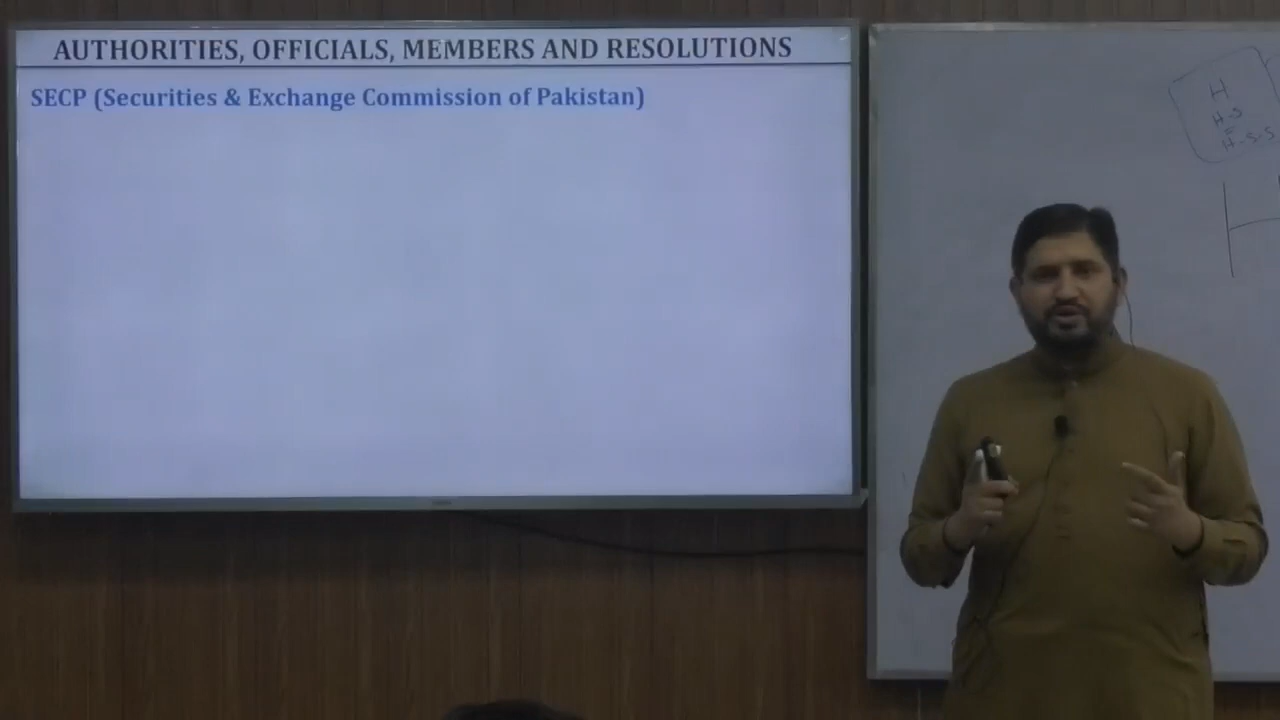 AUTHORITIES, OFFICIALS, MEMBERS AND RESOLUTIONS
SECP (Securities & Exchange Commission of Pakistan)
H
H-S
H-S-S